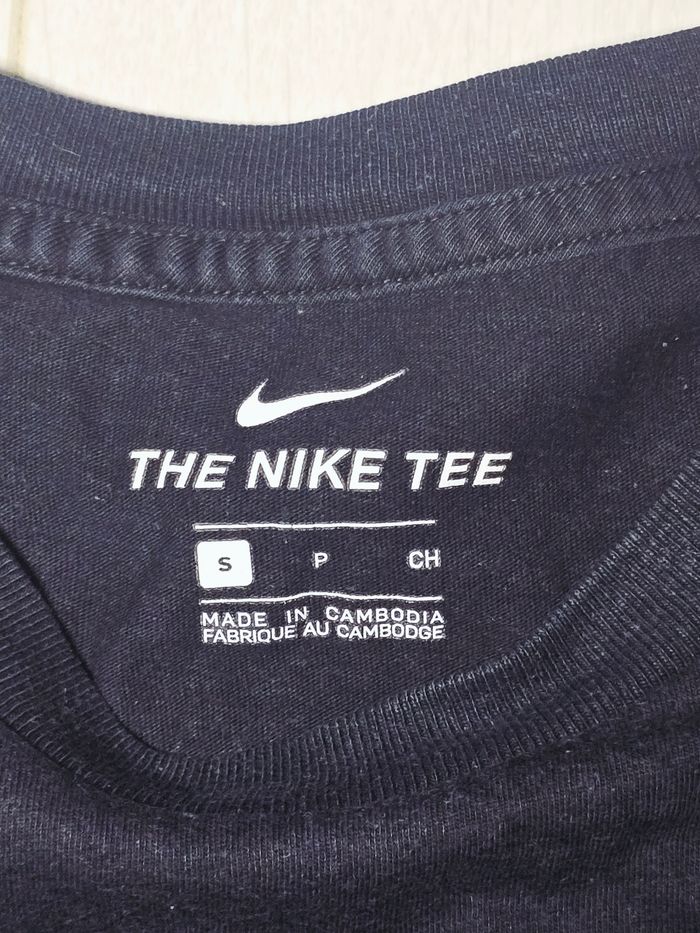 THE NIKE TEE
S P CH
MADE IN CAMBODIA
FABRIQUE AU CAMBODGE